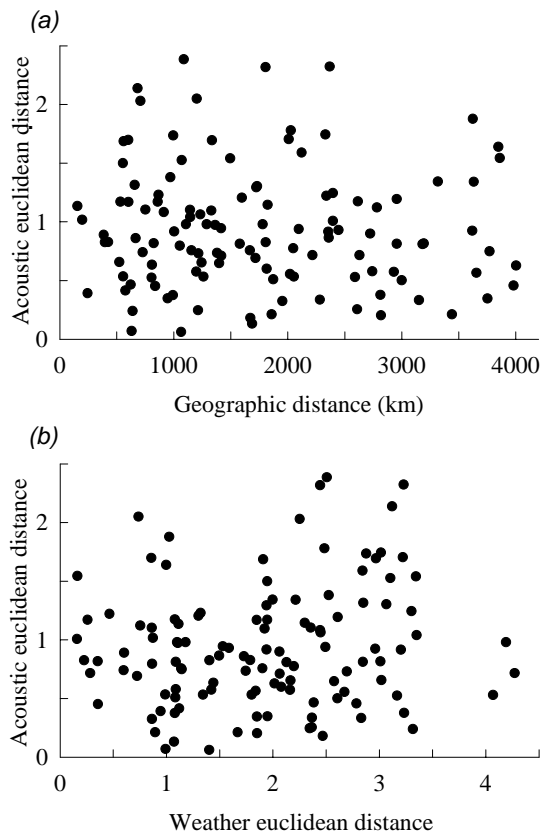 (a)
2
1
0
Acoustic euclidean distance
0 1000 2000 3000 4000
Geographic distance (km)
(b)
2
1
0
Acoustic euclidean distance
0 1 2 3 4
Weather euclidean distance